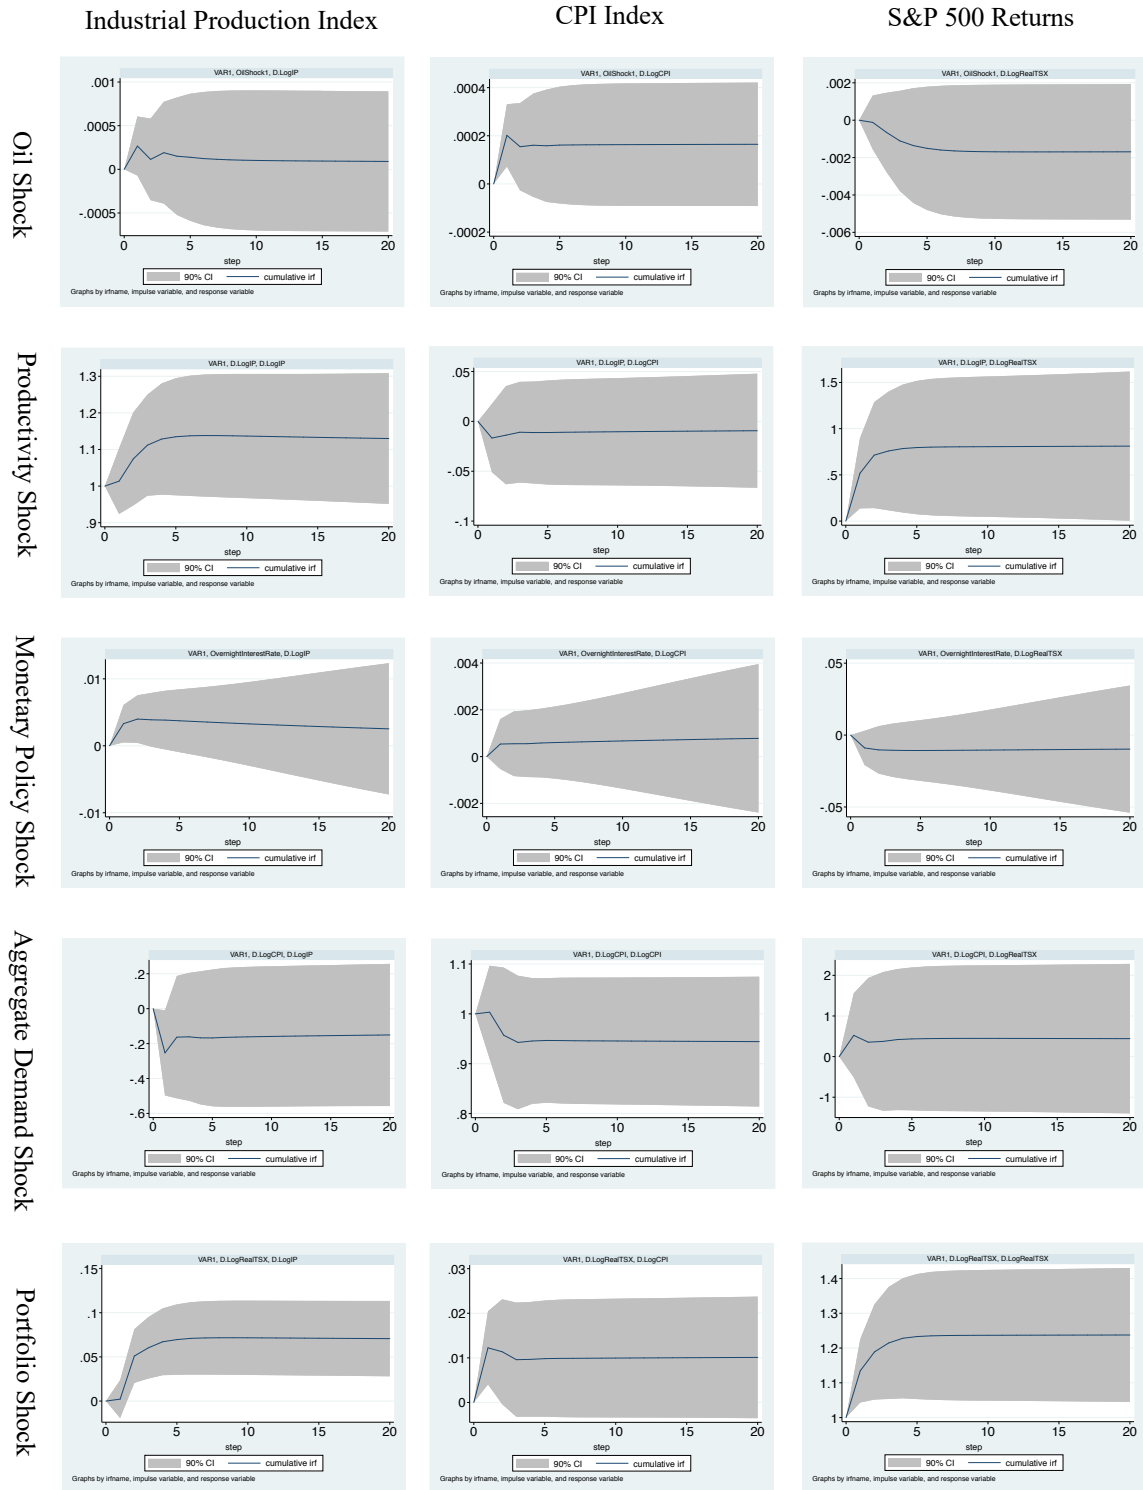 Industrial Production Index
CPI Index
S&P 500 Returns
Oil Shock
VAR1, OilShock1, D.LogIP
.001
.0005
0
-.0005
0 5 10 15 20
step
90% CI cumulative irf
Graphs by irfname, impulse variable, and response variable
VAR1, OilShock1, D.LogCPI
.0004
.0002
0
-.0002
0 5 10 15 20
step
90% CI cumulative irf
Graphs by irfname, impulse variable, and response variable
VAR1, OilShock1, D.LogRealTSX
.002
0
-.002
-.004
-.006
0 5 10 15 20
step
90% CI cumulative irf
Graphs by irfname, impulse variable, and response variable
Productivity Shock
VAR1, D.LogIP, D.LogIP
1.3
1.2
1.1
1
.9
0 5 10 15 20
step
90% CI cumulative irf
Graphs by irfname, impulse variable, and response variable
VAR1, D.LogIP, D.LogCPI
.05
0
-.05
-.1
0 5 10 15 20
step
90% CI cumulative irf
Graphs by irfname, impulse variable, and response variable
VAR1, D.LogIP, D.LogRealTSX
1.5
1
.5
0
0 5 10 15 20
step
90% CI cumulative irf
Graphs by irfname, impulse variable, and response variable
Monetary Policy Shock
VAR1, OvernightInterestRate, D.LogIP
.01
0
-.01
0 5 10 15 20
step
90% CI cumulative irf
Graphs by irfname, impulse variable, and response variable
VAR1, OvernightInterestRate, D.LogCPI
.004
.002
0
-.002
0 5 10 15 20
step
90% CI cumulative irf
Graphs by irfname, impulse variable, and response variable
VAR1, OvernightInterestRate, D.LogRealTSX
.05
0
-.05
0 5 10 15 20
step
90% CI cumulative irf
Graphs by irfname, impulse variable, and response variable
Aggregate Demand Shock
VAR1, D.LogCPI, D.LogIP
.2
0
-.2
-.4
-.6
0 5 10 15 20
step
90% CI cumulative irf
Graphs by irfname, impulse variable, and response variable
VAR1, D.LogCPI, D.LogCPI
1.1
1
.9
.8
0 5 10 15 20
step
90% CI cumulative irf
Graphs by irfname, impulse variable, and response variable
VAR1, D.LogCPI, D.LogRealTSX
2
1
0
-1
0 5 10 15 20
step
90% CI cumulative irf
Graphs by irfname, impulse variable, and response variable
Portfolio Shock
VAR1, D.LogRealTSX, D.LogIP
.15
.1
.05
0
0 5 10 15 20
step
90% CI cumulative irf
Graphs by irfname, impulse variable, and response variable
VAR1, D.LogRealTSX, D.LogCPI
.03
.02
.01
0
0 5 10 15 20
step
90% CI cumulative irf
Graphs by irfname, impulse variable, and response variable
VAR1, D.LogRealTSX, D.LogRealTSX
1.4
1.3
1.2
1.1
1
0 5 10 15 20
step
90% CI cumulative irf
Graphs by irfname, impulse variable, and response variable